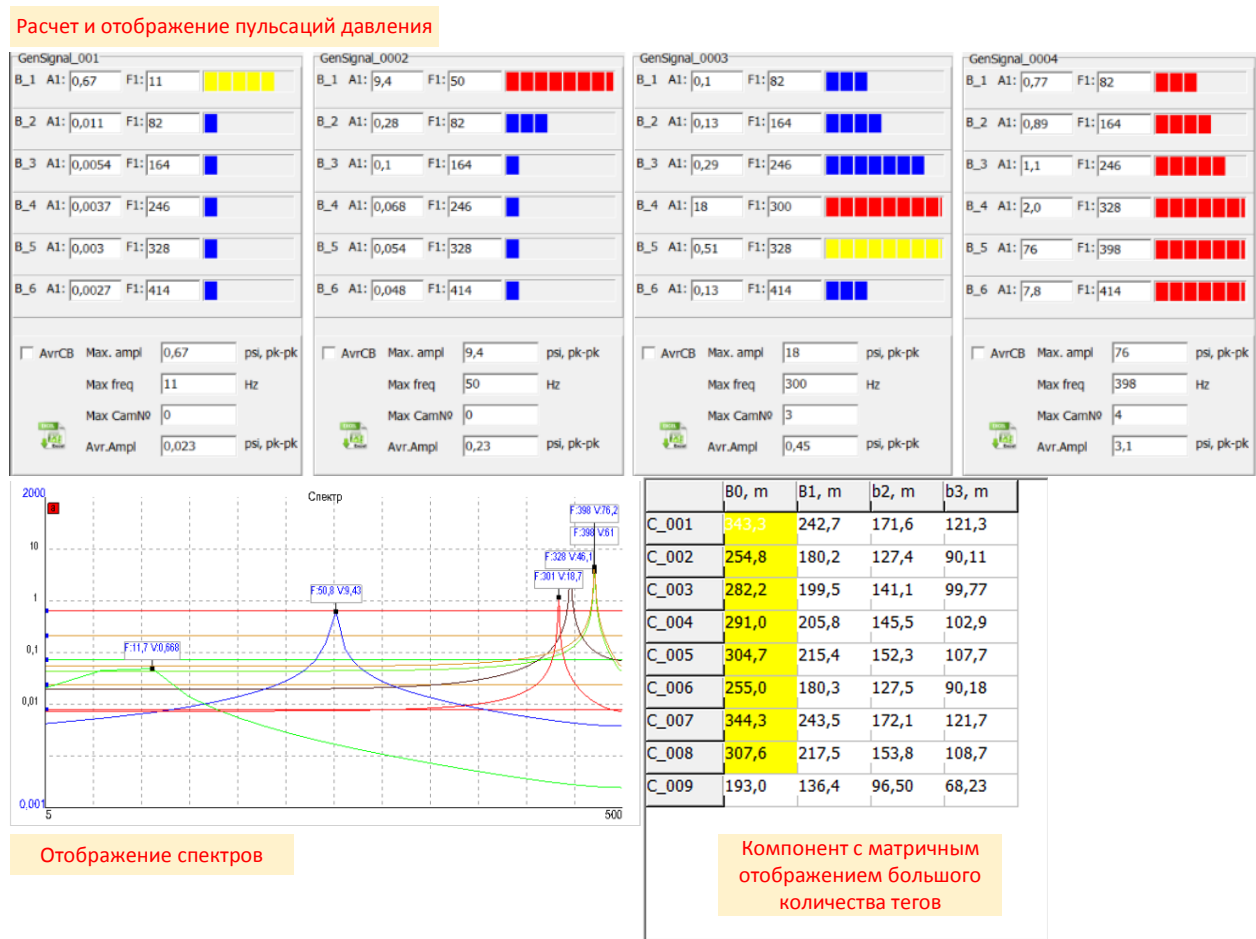 Расчет и отображение пульсаций давления
GenSignal_001
B_1 A1: 0,67 F1: 11
B_2 A1: 0,011 F1: 82
B_3 A1: 0,0054 F1: 164
B_4 A1: 0,0037 F1: 246
B_5 A1: 0,003 F1: 328
B_6 A1: 0,0027 F1: 414
AvrCB Max. ampl 0,67 psi, pk-pk
Max freq 11 Hz
Max CamNº 0
Avr.Ampl 0,023 psi, pk-pk
GenSignal_0002
B_1 A1: 9,4 F1: 50
B_2 A1: 0,28 F1: 82
B_3 A1: 0,1 F1: 164
B_4 A1: 0,068 F1: 246
B_5 A1: 0,054 F1: 328
B_6 A1: 0,048 F1: 414
AvrCB Max. ampl 9,4 psi, pk-pk
Max freq 50 Hz
Max CamNº 0
Avr.Ampl 0,23 psi, pk-pk
GenSignal_0003
B_1 A1: 0,1 F1: 82
B_2 A1: 0,13 F1: 164
B_3 A1: 0,29 F1: 246
B_4 A1: 18 F1: 300
B_5 A1: 0,51 F1: 328
B_6 A1: 0,13 F1: 414
AvrCB Max. ampl 18 psi, pk-pk
Max freq 300 Hz
Max CamNº 3
Avr.Ampl 0,45 psi, pk-pk
GenSignal_0004
B_1 A1: 0,77 F1: 82
B_2 A1: 0,89 F1: 164
B_3 A1: 1,1 F1: 246
B_4 A1: 2,0 F1: 328
B_5 A1: 76 F1: 398
B_6 A1: 7,8 F1: 414
AvrCB Max. ampl 76 psi, pk-pk
Max freq 398 Hz
Max CamNº 4
Avr.Ampl 3,1 psi, pk-pk
Спектр
2000
10
1
0,1
0,01
0,001
5
500
F:11,7 V:0,668
F:50,8 V:9,43
F:301 V:18,7
F:328 V:46,1
F:398 V:61
F:398 V:76,2
B0, m B1, m b2, m b3, m
C_001 343,3 242,7 171,6 121,3
C_002 254,8 180,2 127,4 90,11
C_003 282,2 199,5 141,1 99,77
C_004 291,0 205,8 145,5 102,9
C_005 304,7 215,4 152,3 107,7
C_006 255,0 180,3 127,5 90,18
C_007 344,3 243,5 172,1 121,7
C_008 307,6 217,5 153,8 108,7
C_009 193,0 136,4 96,50 68,23
Отображение спектров
Компонент с матричным
отображением большого
количества тегов